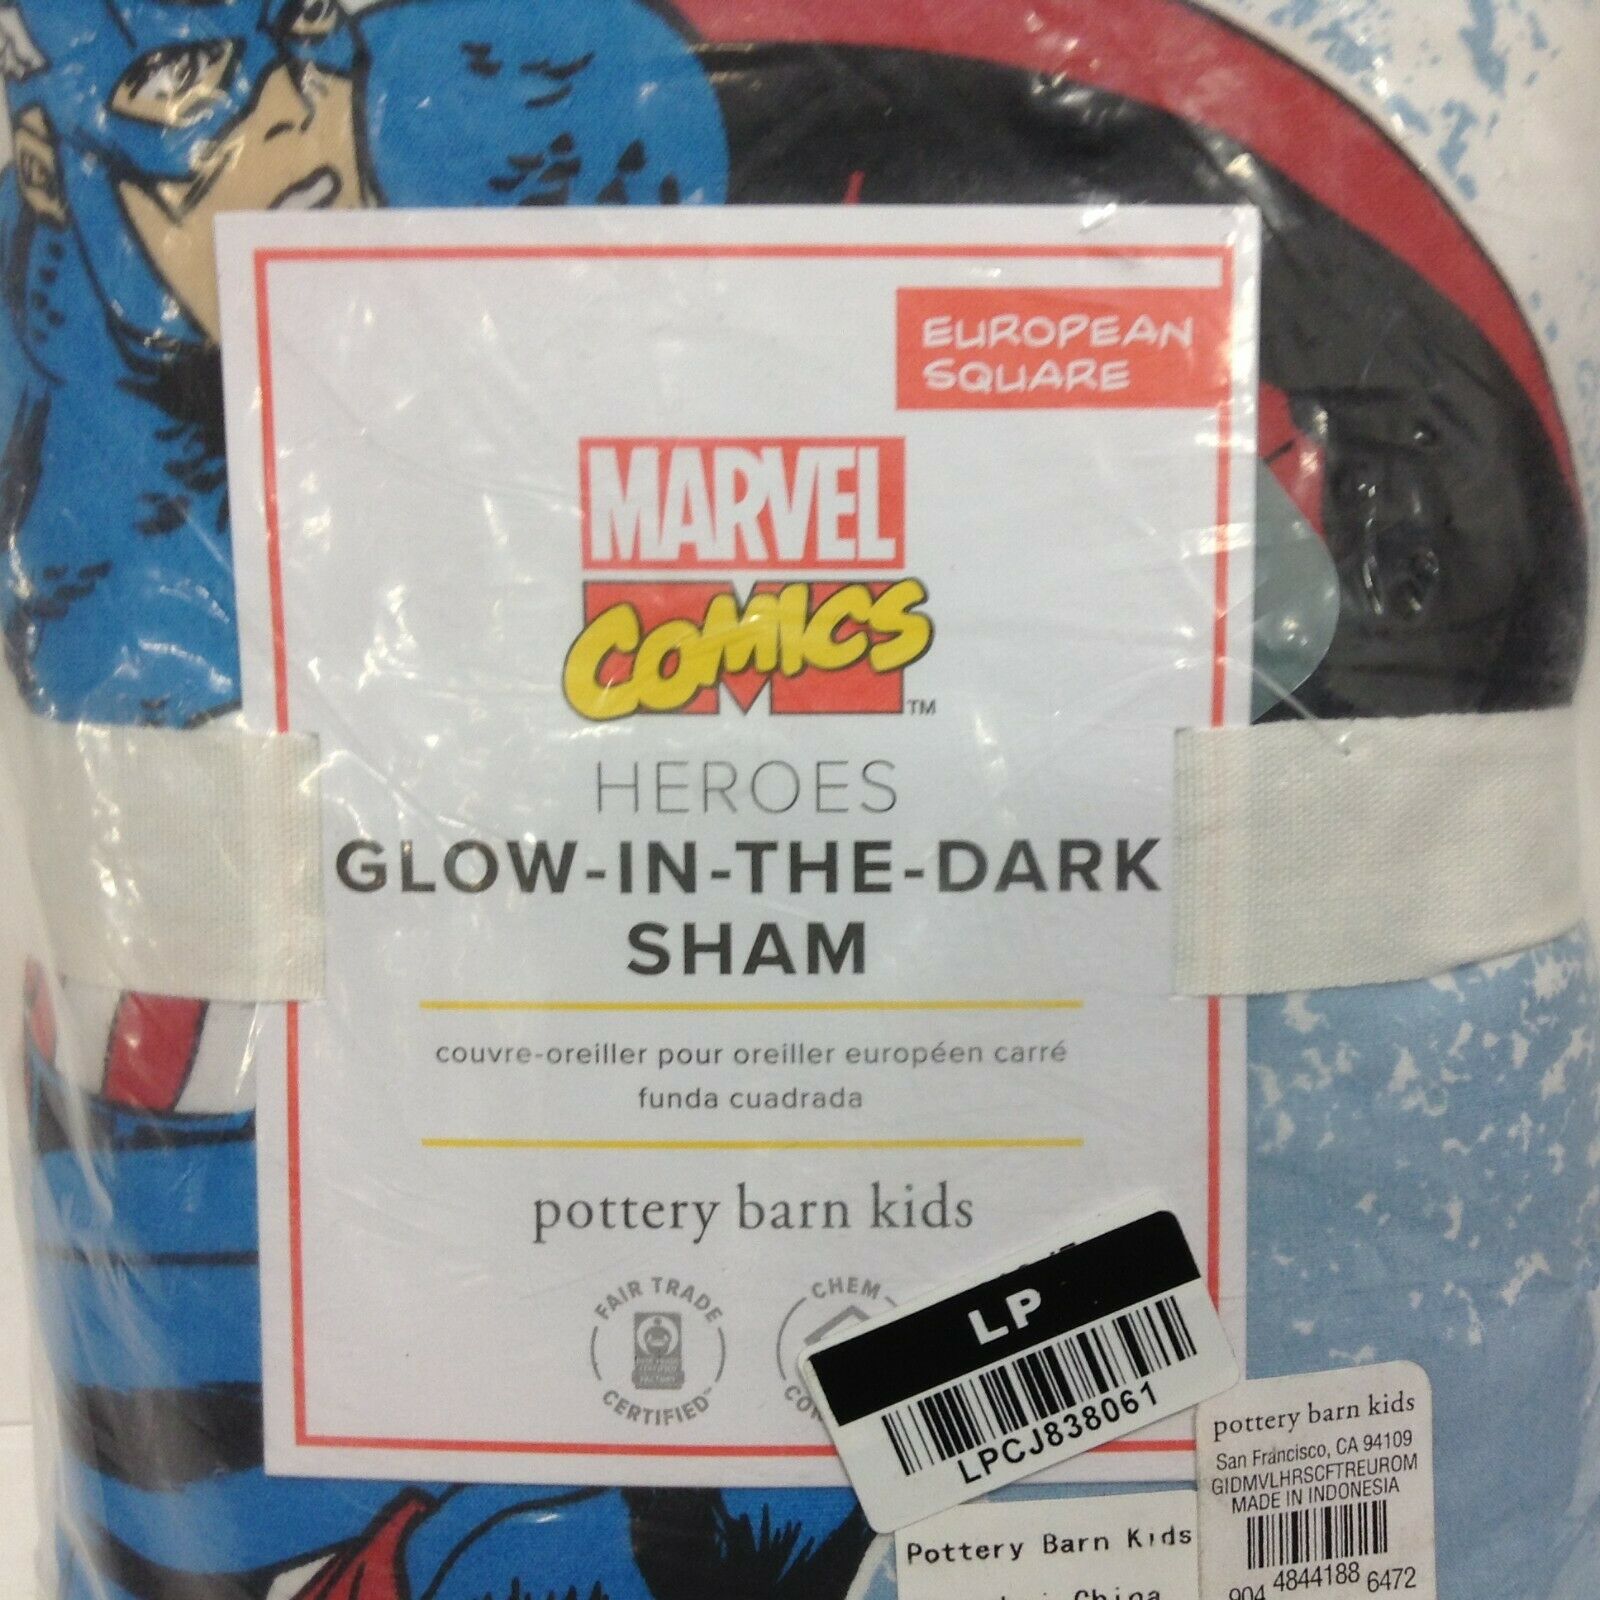 EUROPEAN
SQUARE
MARVEL
COMICS
TM
HEROES
GLOW-IN-THE-DARK
SHAM
couvre-oreiller pour oreiller européen carré
funda cuadrada
pottery barn kids
FAIR TRADE
CERTIFIED
CHEM
LP
LPCJ838061
pottery barn kids
San Francisco, CA 94109
GIDMVLHRSCFTREUROM
MADE IN INDONESIA
904 4844188 6472
Pottery Barn Kids
China